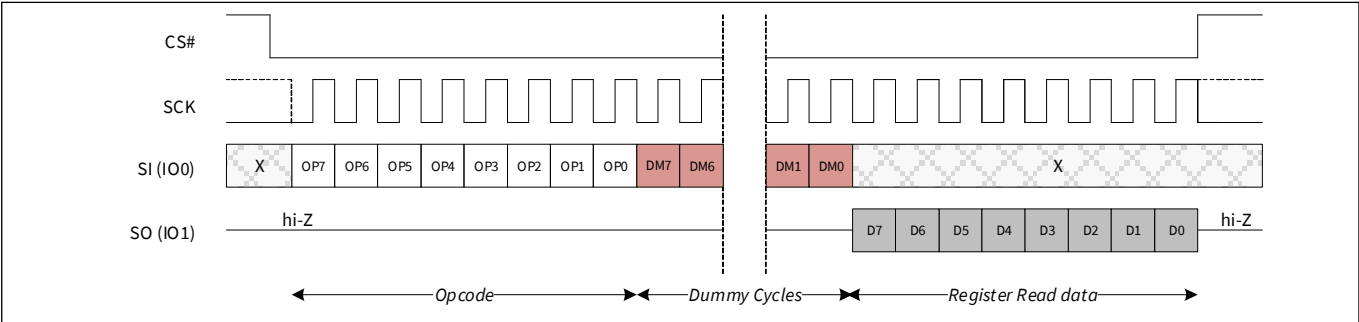 CS#
SCK
SI (IO0) X OP7 OP6 OP5 OP4 OP3 OP2 OP1 OP0 DM7 DM6 DM1 DM0 X
hi-Z hi-Z
SO (IO1) D7 D6 D5 D4 D3 D2 D1 D0
Opcode Dummy Cycles Register Read data